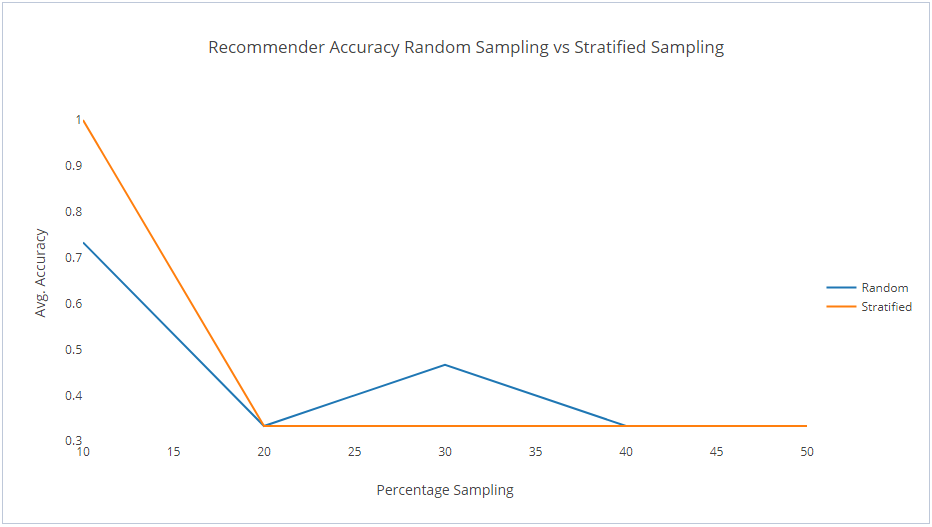 Recommender Accuracy Random Sampling vs Stratified Sampling
1
0.9
0.8
0.7
0.6
0.5
0.4
0.3
Avg. Accuracy
10 15 20 25 30 35 40 45 50
Percentage Sampling
Random
Stratified